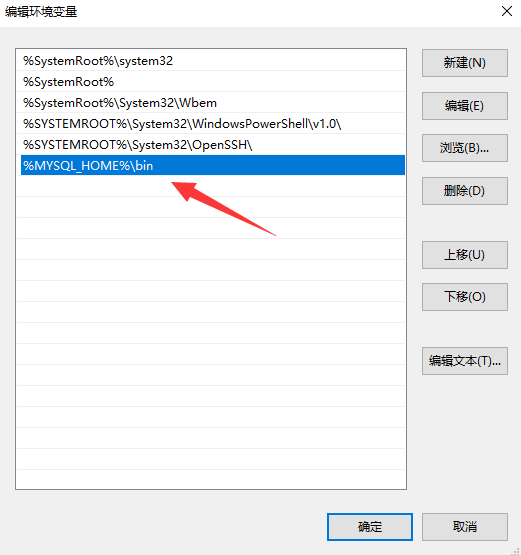 编辑环境变量
%SystemRoot%\system32
%SystemRoot%
%SystemRoot%\System32\Wbem
%SYSTEMROOT%\System32\WindowsPowerShell\v1.0\
%SYSTEMROOT%\System32\OpenSSH\
%MYSQL_HOME%\bin
新建(N)
编辑(E)
浏览(B)...
删除(D)
上移(U)
下移(O)
编辑文本(T)...
确定
取消